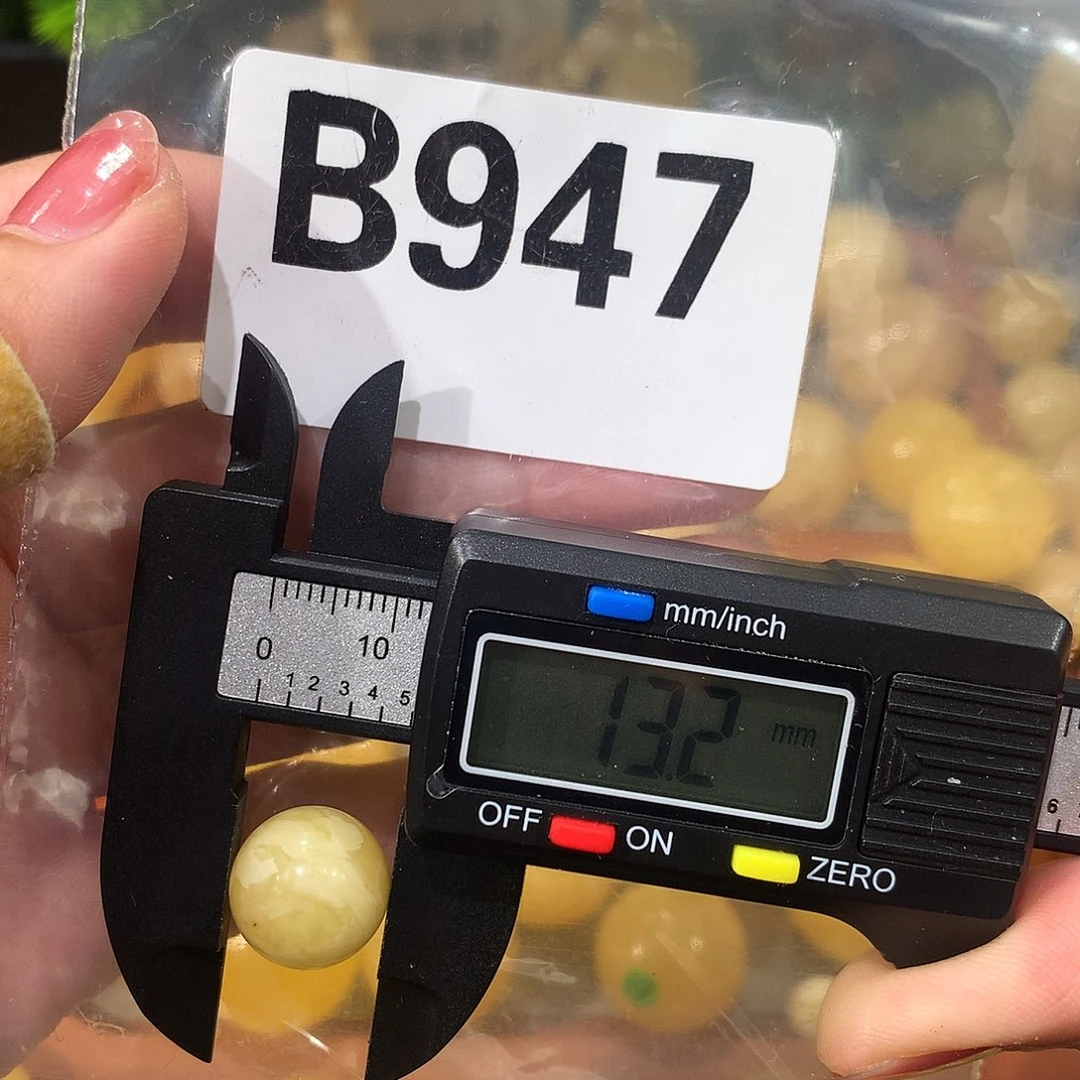 B947
mm/inch
0 10
1 2 3 4 5
13.2 mm
6
OFF ON ZERO